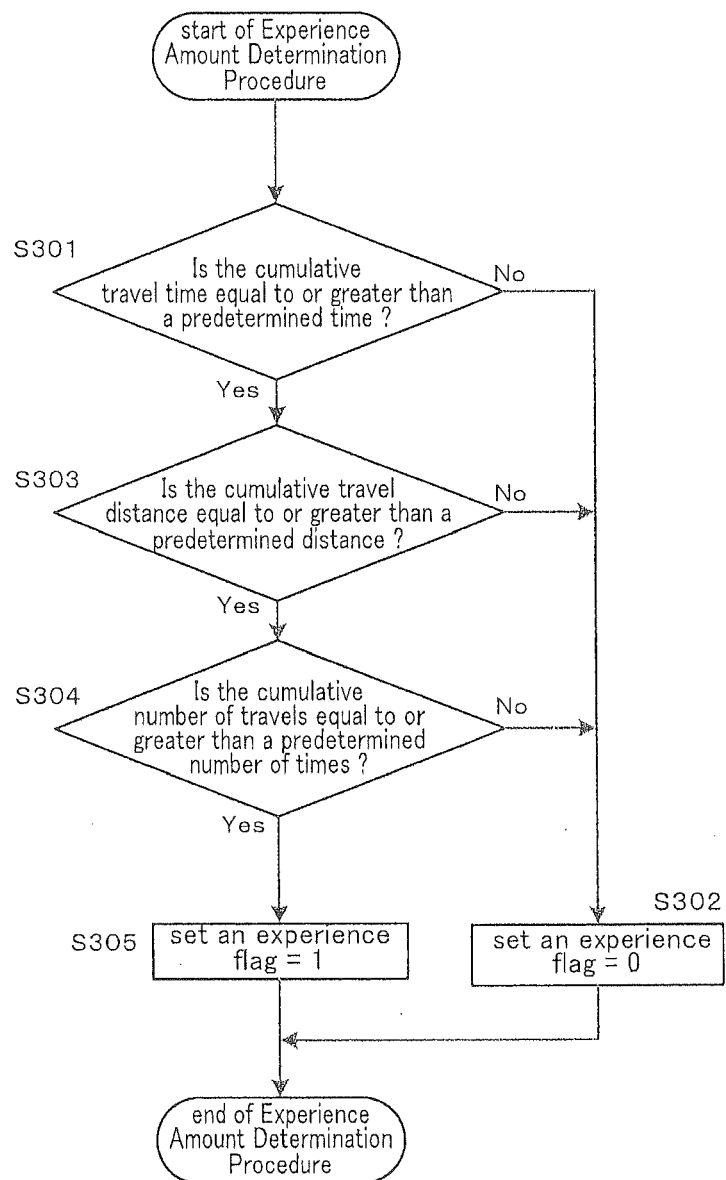 start of Experience
Amount Determination
Procedure
S301
Is the cumulative
travel time equal to or greater than
a predetermined time ?
No
Yes
S303
Is the cumulative travel
distance equal to or greater than a
predetermined distance ?
No
Yes
S304
Is the cumulative
number of travels equal to or
greater than a predetermined
number of times ?
No
Yes
S305
set an experience
flag = 1
S302
set an experience
flag = 0
end of Experience
Amount Determination
Procedure